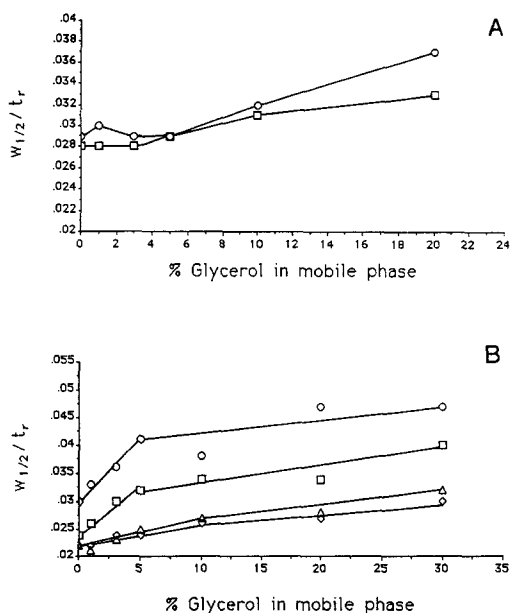 A
.04
.038
.036
.034
.032
.03
.028
.026
.024
.022
.02
W1/2 / tr
0 2 4 6 8 10 12 14 16 18 20 22 24
% Glycerol in mobile phase
B
.055
.05
.045
.04
.035
.03
.025
.02
W1/2 / tr
0 5 10 15 20 25 30 35
% Glycerol in mobile phase